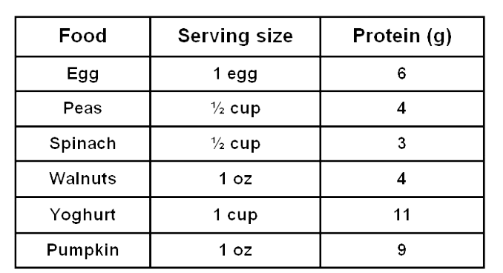 Food Serving size Protein (g)
Egg 1 egg 6
Peas ½ cup 4
Spinach ½ cup 3
Walnuts 1 oz 4
Yoghurt 1 cup 11
Pumpkin 1 oz 9